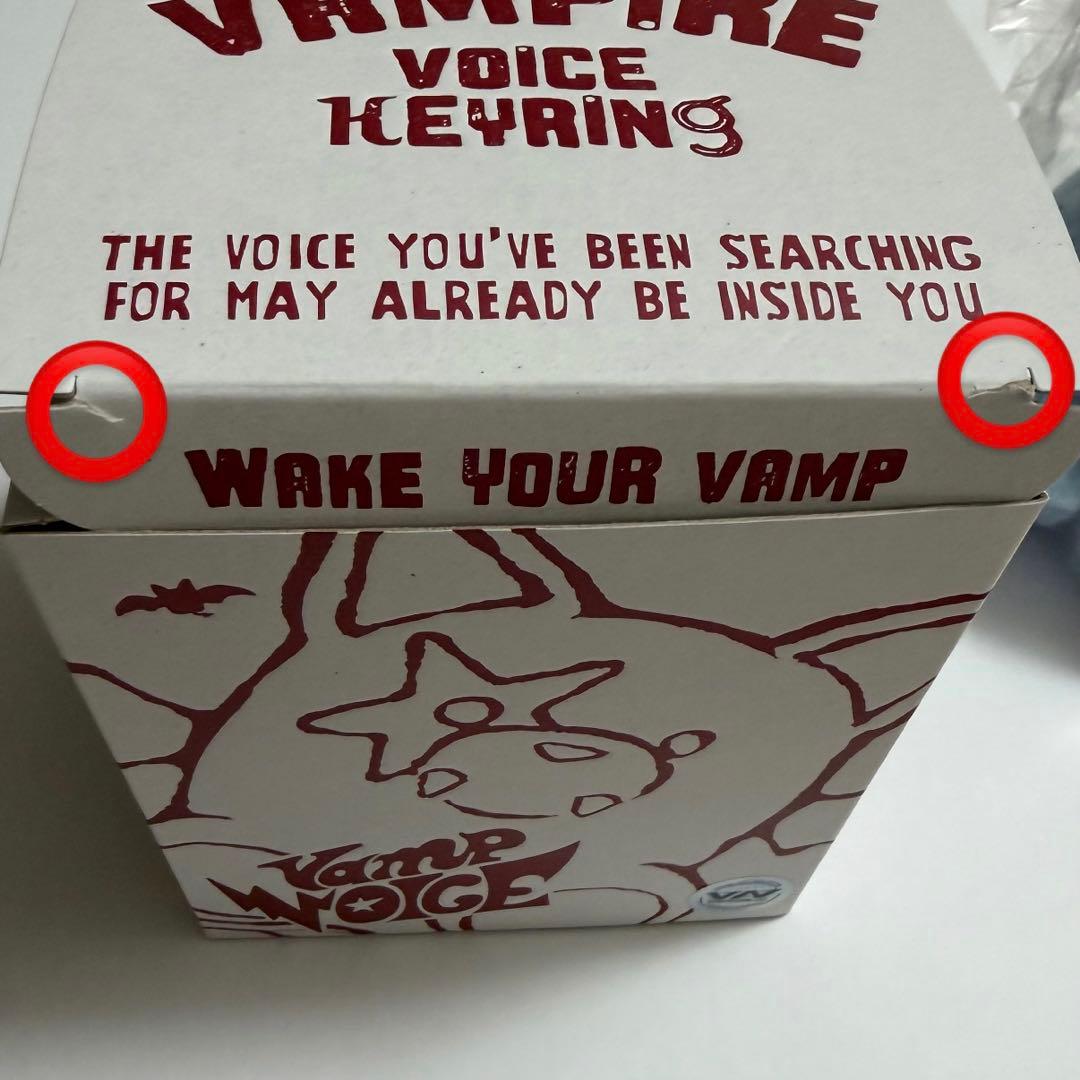 VAMPIRE
VOICE
KEYRING
THE VOICE YOU'VE BEEN SEARCHING
FOR MAY ALREADY BE INSIDE YOU
WAKE YOUR VAMP
Vamp
VOICE